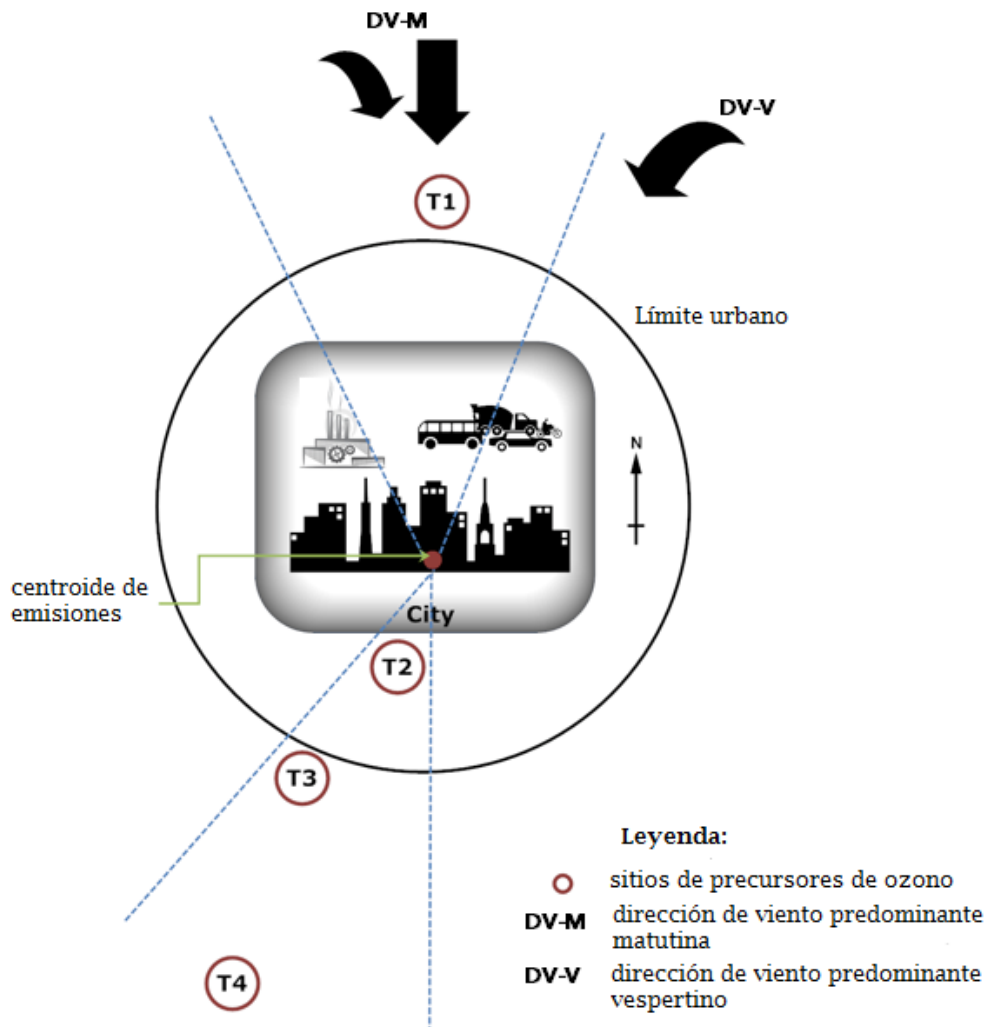 DV-M
DV-V
T1
Límite urbano
N
centroide de
emisiones
City
T2
T3
T4
Leyenda:
sitios de precursores de ozono
DV-M dirección de viento predominante
matutina
DV-V dirección de viento predominante
vespertino